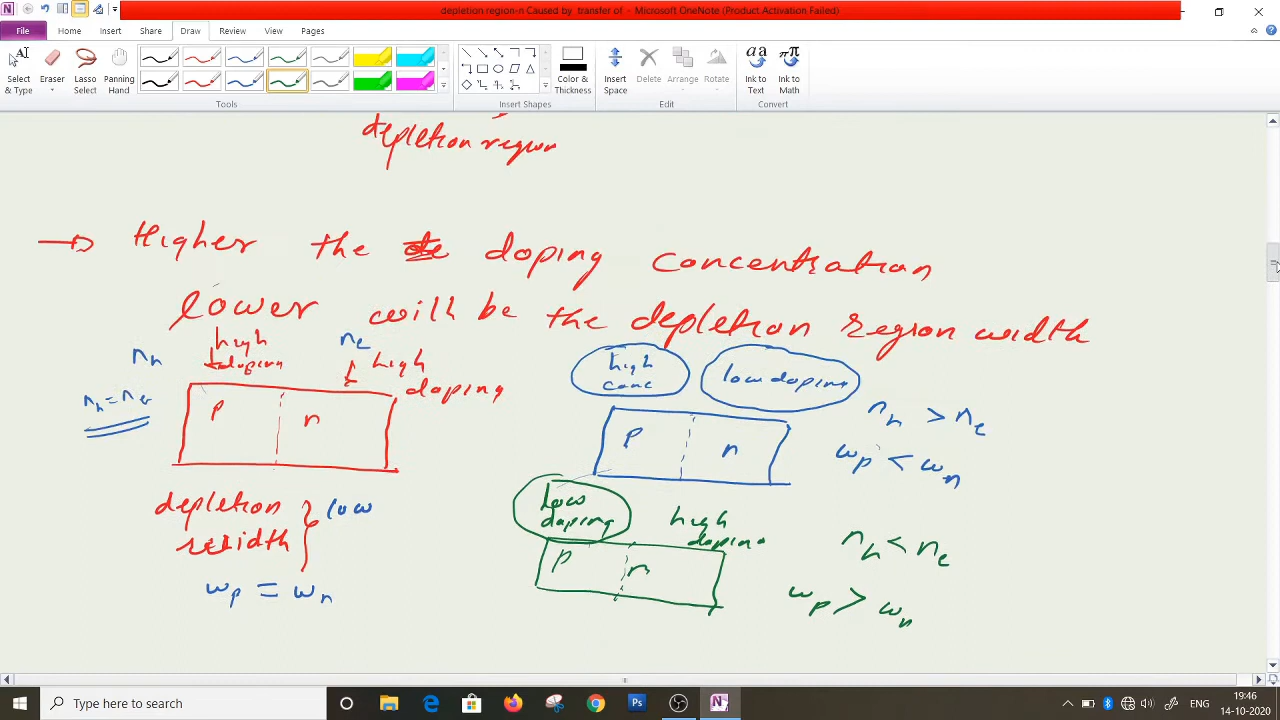 depletion region-n Caused by transfer of - Microsoft OneNote (Product Activation Failed)
File Home Insert Share Draw Review View Pages
Select & Type
Eraser
Lasso Select
Panning Hand
Color & Thickness
Insert Space
Delete
Arrange
Rotate
Ink to Text
Ink to Math
Tools
Insert Shapes
Edit
Convert
depletion region
→ Higher the doping concentration
lower will be the depletion region width
nh
high doping
ne
high doping
nh = ne
p n
depletion width } low
wp = wn
high conc
low doping
p n
nh > ne
wp < wn
low doping
high doping
p n
nh < ne
wp > wn
Type here to search
ENG
19:46
14-10-2020